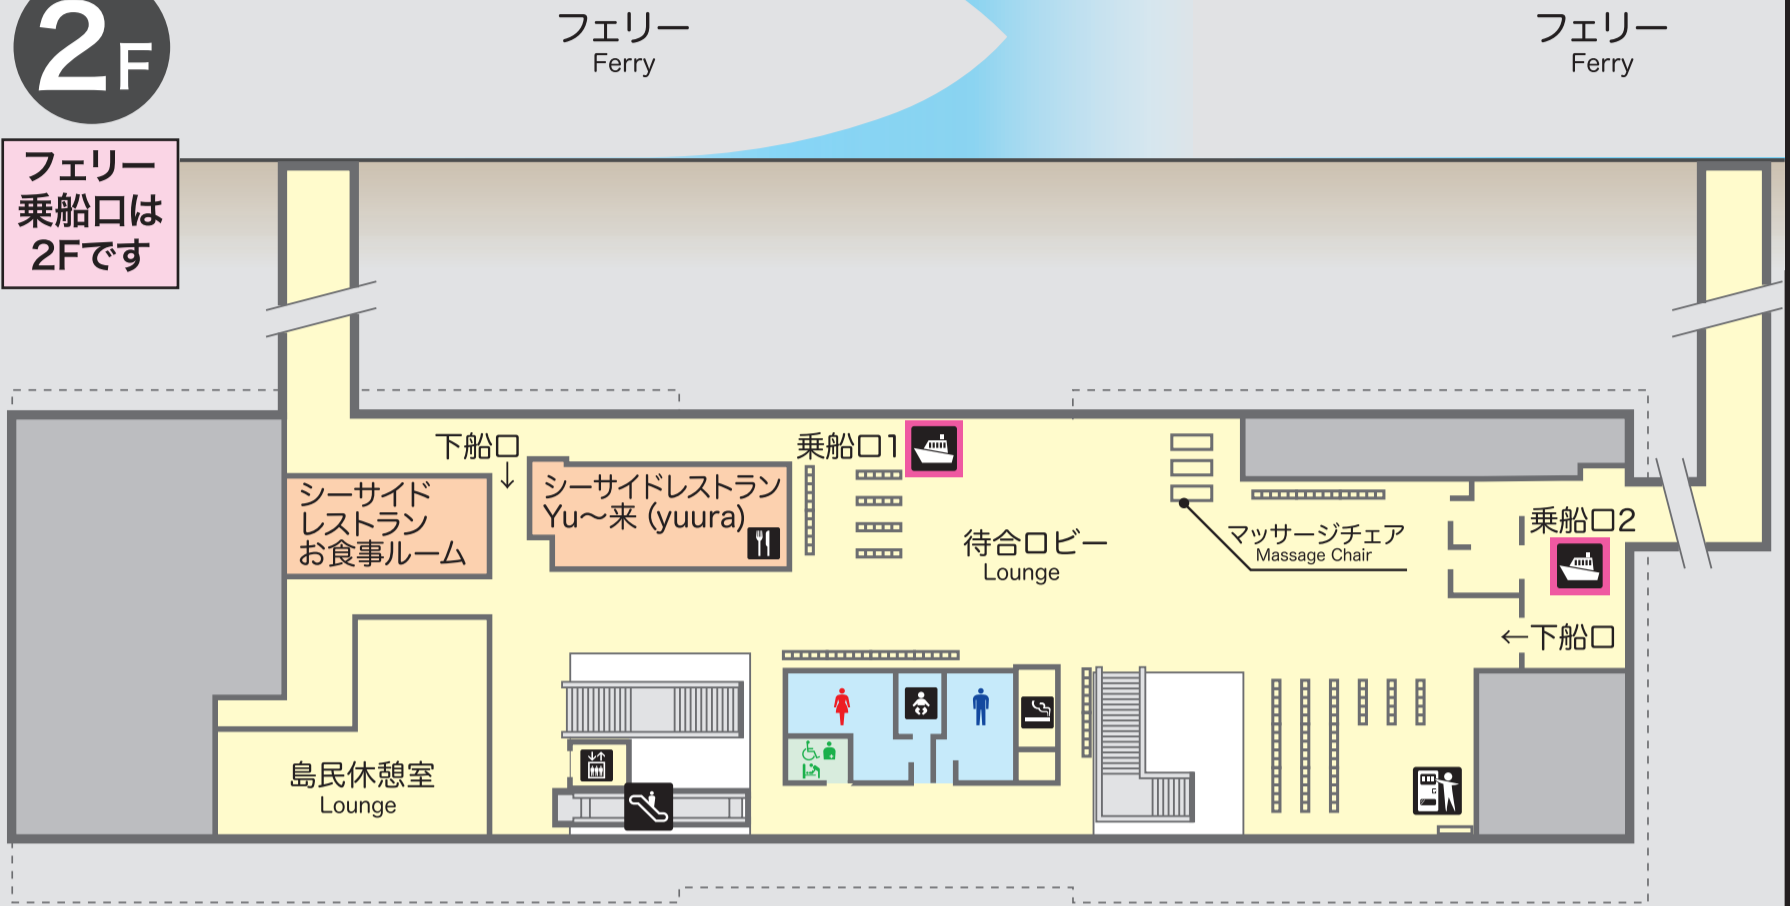 2F
フェリー
Ferry
フェリー
Ferry
フェリー
乗船口は
2Fです
下船口
↓
乗船口1
シーサイド
レストラン
お食事ルーム
シーサイドレストラン
Yu～来 (yuura)
待合ロビー
Lounge
マッサージチェア
Massage Chair
乗船口2
←下船口
島民休憩室
Lounge